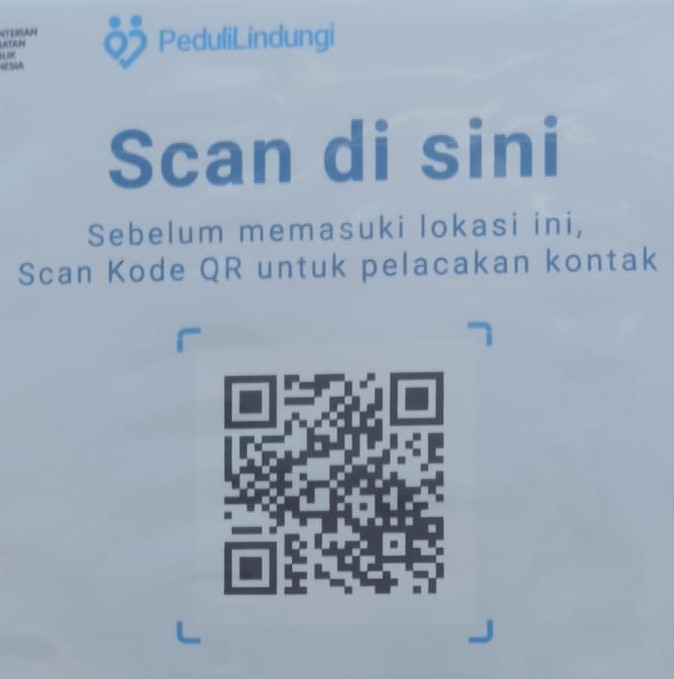 PeduliLindungi
Scan di sini
Sebelum memasuki lokasi ini,
Scan Kode QR untuk pelacakan kontak